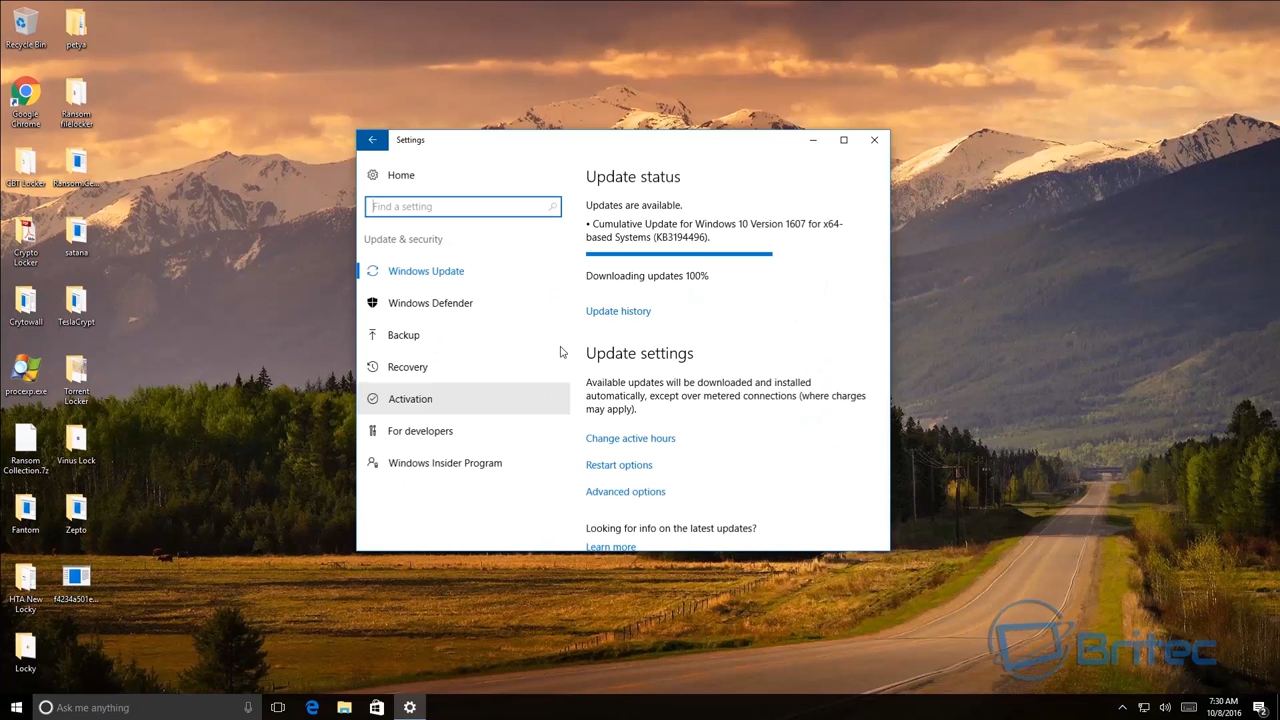 Recycle Bin
petya
Google
Chrome
Ransom
filelocker
CBT Locker
Ransom.Ce...
Crypto
Locker
satana
Crytowall
TeslaCrypt
procexp.exe
Torrent
Locker
Ransom
Collection.7z
Virus Lock
Fantom
Zepto
HTA New
Locky
f4234a501e...
Locky
Settings
Home
Find a setting
Update & security
Windows Update
Windows Defender
Backup
Recovery
Activation
For developers
Windows Insider Program
Update status
Updates are available.
• Cumulative Update for Windows 10 Version 1607 for x64-
based Systems (KB3194496).
Downloading updates 100%
Update history
Update settings
Available updates will be downloaded and installed
automatically, except over metered connections (where charges
may apply).
Change active hours
Restart options
Advanced options
Looking for info on the latest updates?
Learn more
Britec
Ask me anything
7:30 AM
10/8/2016
2